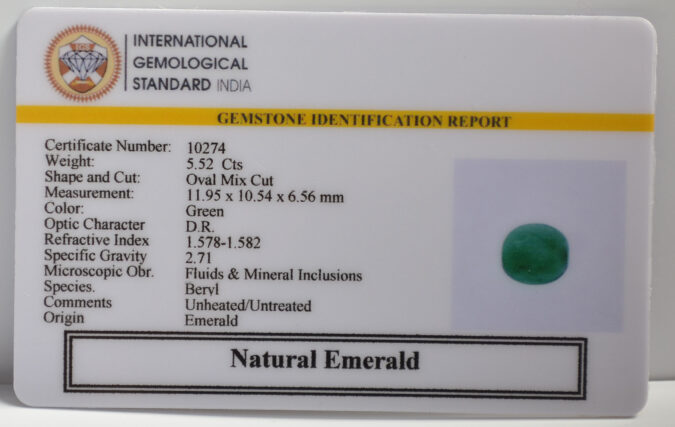 IGS
INTERNATIONAL
GEMOLOGICAL
STANDARD INDIA
GEMSTONE IDENTIFICATION REPORT
Certificate Number: 10274
Weight: 5.52 Cts
Shape and Cut: Oval Mix Cut
Measurement: 11.95 x 10.54 x 6.56 mm
Color: Green
Optic Character D.R.
Refractive Index 1.578-1.582
Specific Gravity 2.71
Microscopic Obr. Fluids & Mineral Inclusions
Species. Beryl
Comments Unheated/Untreated
Origin Emerald
Natural Emerald